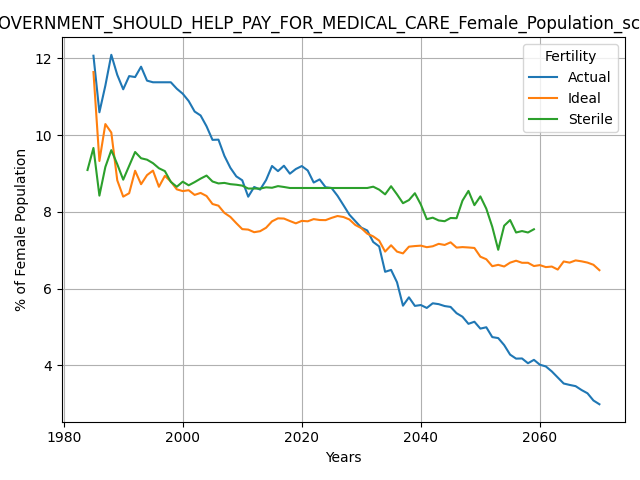 OVERNMENT_SHOULD_HELP_PAY_FOR_MEDICAL_CARE_Female_Population_sc
Fertility
Actual
Ideal
Sterile
% of Female Population
12
10
8
6
4
1980 2000 2020 2040 2060
Years